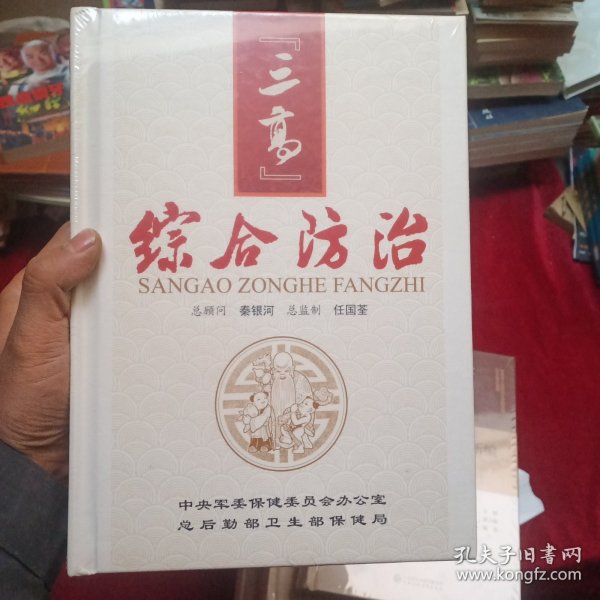 『三高』
综合防治
SANGAO ZONGHE FANGZHI
总顾问 秦银河 总监制 任国荃
中央军委保健委员会办公室
总后勤部卫生部保健局
孔夫子旧书网
www.kongfz.com